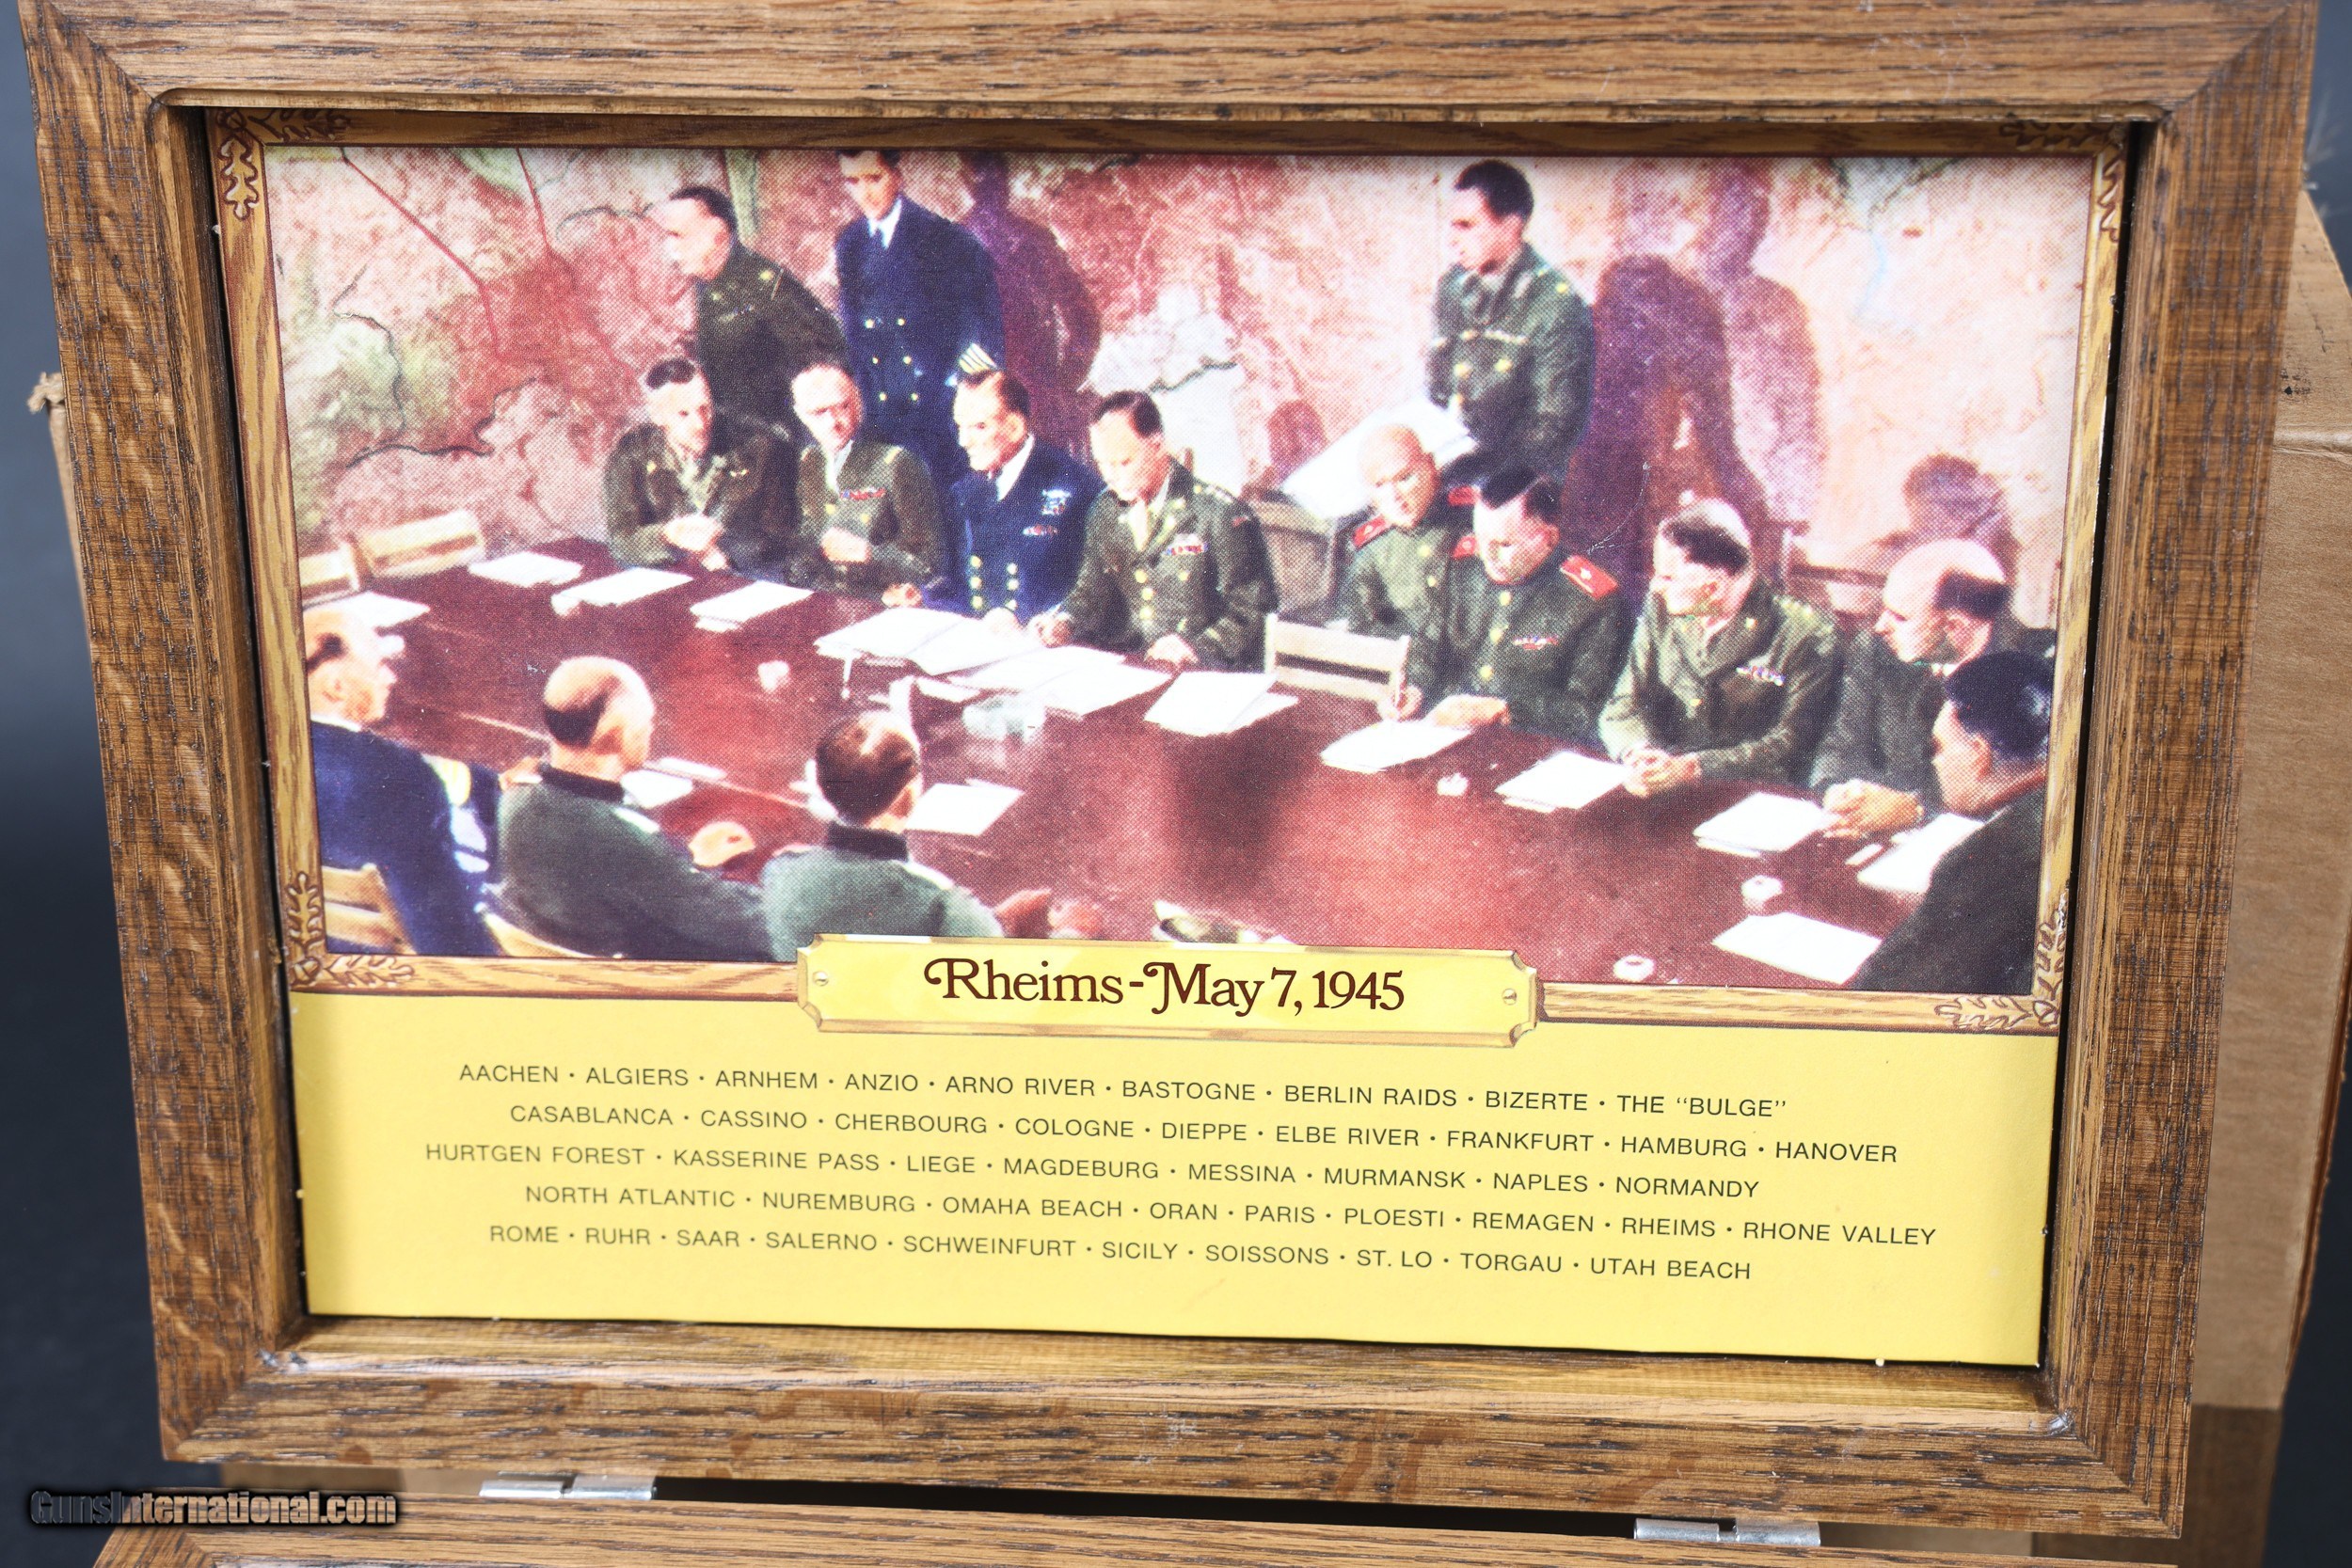 Rheims-May 7, 1945
AACHEN • ALGIERS • ARNHEM • ANZIO • ARNO RIVER • BASTOGNE • BERLIN RAIDS • BIZERTE • THE "BULGE"
CASABLANCA • CASSINO • CHERBOURG • COLOGNE • DIEPPE • ELBE RIVER • FRANKFURT • HAMBURG • HANOVER
HURTGEN FOREST • KASSERINE PASS • LIEGE • MAGDEBURG • MESSINA • MURMANSK • NAPLES • NORMANDY
NORTH ATLANTIC • NUREMBURG • OMAHA BEACH • ORAN • PARIS • PLOESTI • REMAGEN • RHEIMS • RHONE VALLEY
ROME • RUHR • SAAR • SALERNO • SCHWEINFURT • SICILY • SOISSONS • ST. LO • TORGAU • UTAH BEACH
GunsInternational.com